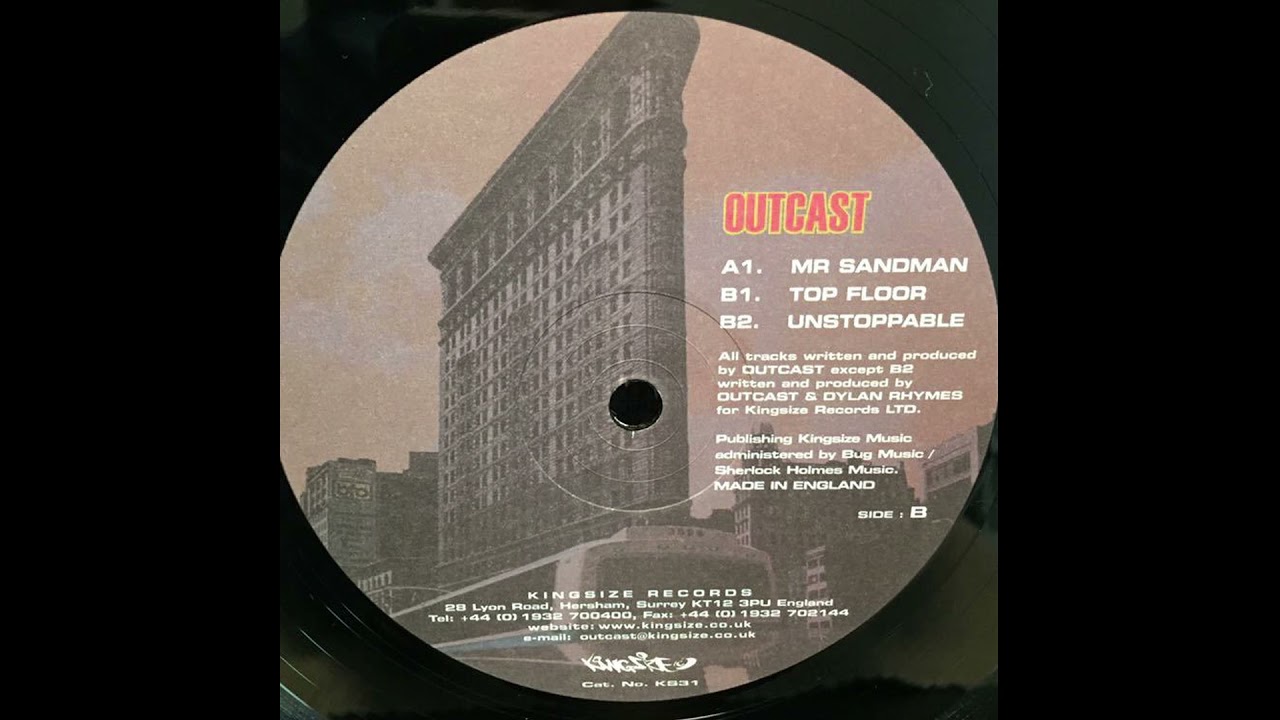 OUTCAST
A1. MR SANDMAN
B1. TOP FLOOR
B2. UNSTOPPABLE
All tracks written and produced
by OUTCAST except B2
written and produced by
OUTCAST & DYLAN RHYMES
for Kingsize Records LTD.
Publishing Kingsize Music
administered by Bug Music /
Sherlock Holmes Music.
MADE IN ENGLAND
SIDE : B
KINGSIZE RECORDS
28 Lyon Road, Hersham, Surrey KT12 3PU England
Tel: +44 (0) 1932 700400, Fax: +44 (0) 1932 702144
website: www.kingsize.co.uk
e-mail: outcast@kingsize.co.uk
KINGSIZE
Cat. No. KS31